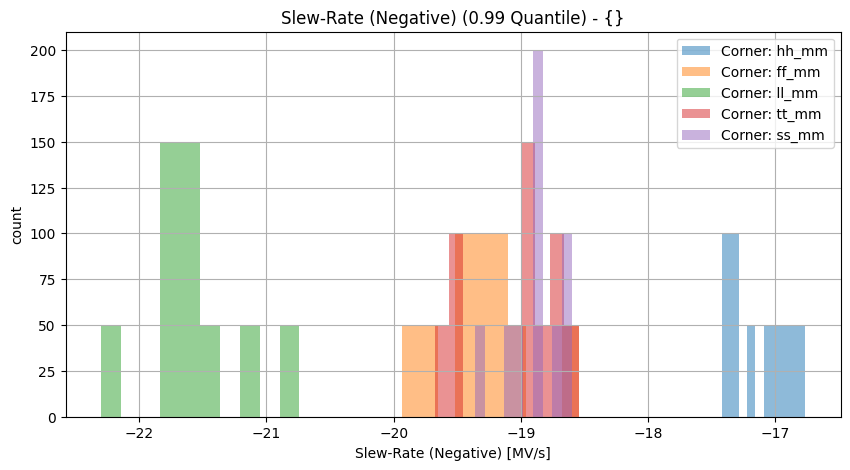 Slew-Rate (Negative) (0.99 Quantile) - {}
200
175
150
125
100
75
50
25
0
count
Corner: hh_mm
Corner: ff_mm
Corner: ll_mm
Corner: tt_mm
Corner: ss_mm
−22
−21
−20
−19
−18
−17
Slew-Rate (Negative) [MV/s]